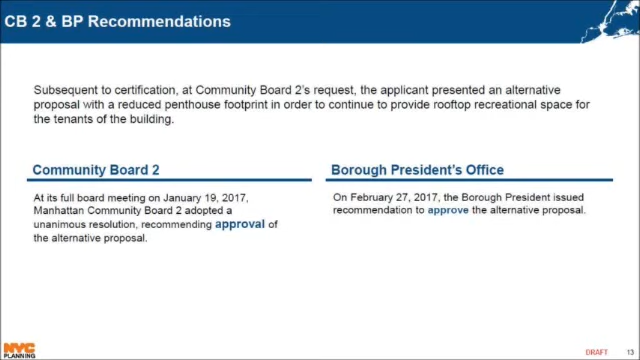 CB 2 & BP Recommendations
Subsequent to certification, at Community Board 2's request, the applicant presented an alternative
proposal with a reduced penthouse footprint in order to continue to provide rooftop recreational space for
the tenants of the building.
Community Board 2
At its full board meeting on January 19, 2017,
Manhattan Community Board 2 adopted a
unanimous resolution, recommending approval of
the alternative proposal.
Borough President's Office
On February 27, 2017, the Borough President issued
recommendation to approve the alternative proposal.
NYC
PLANNING
DRAFT
13